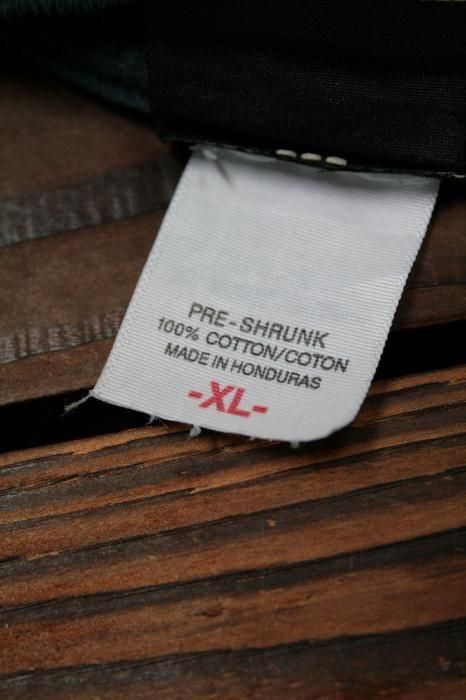 PRE-SHRUNK
100% COTTON/COTON
MADE IN HONDURAS
-XL-